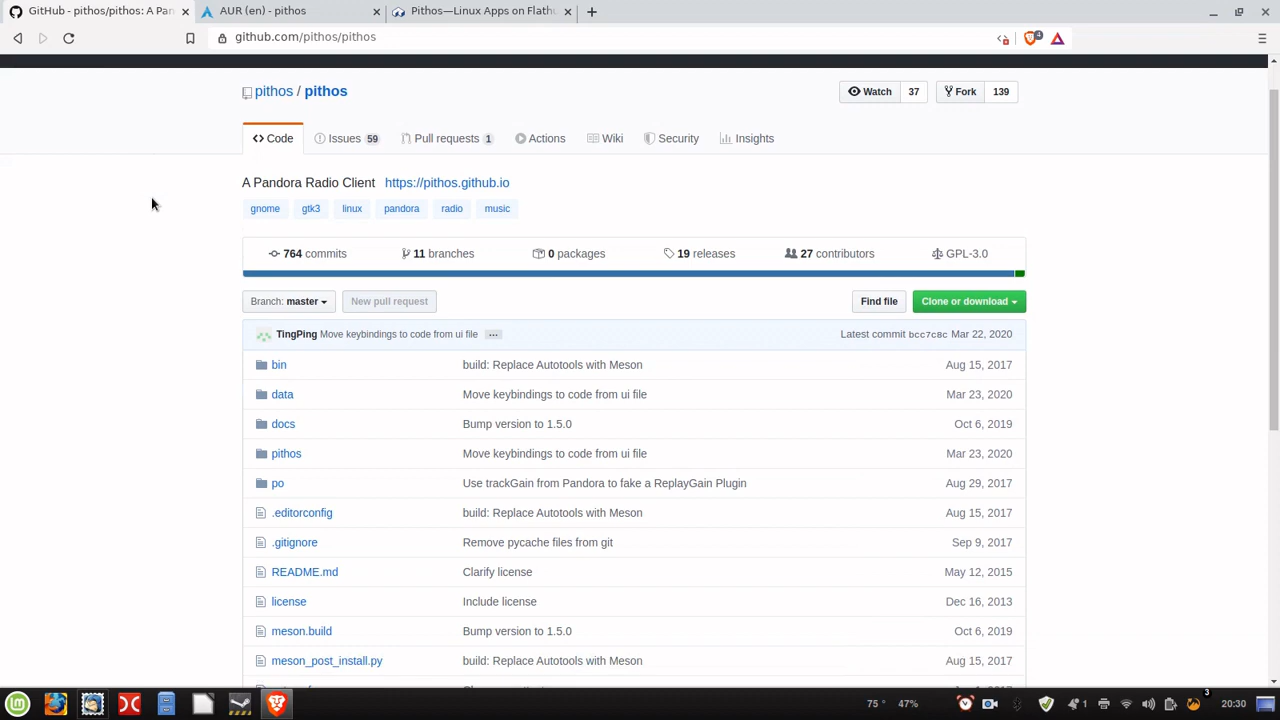 GitHub - pithos/pithos: A Pan
AUR (en) - pithos
Pithos—Linux Apps on Flathu
github.com/pithos/pithos
4
pithos / pithos
Watch 37
Fork 139
Code
Issues 59
Pull requests 1
Actions
Wiki
Security
Insights
A Pandora Radio Client https://pithos.github.io
gnome gtk3 linux pandora radio music
764 commits
11 branches
0 packages
19 releases
27 contributors
GPL-3.0
Branch: master
New pull request
Find file
Clone or download
TingPing Move keybindings to code from ui file ... Latest commit bcc7c8c Mar 22, 2020
bin build: Replace Autotools with Meson Aug 15, 2017
data Move keybindings to code from ui file Mar 23, 2020
docs Bump version to 1.5.0 Oct 6, 2019
pithos Move keybindings to code from ui file Mar 23, 2020
po Use trackGain from Pandora to fake a ReplayGain Plugin Aug 29, 2017
.editorconfig build: Replace Autotools with Meson Aug 15, 2017
.gitignore Remove pycache files from git Sep 9, 2017
README.md Clarify license May 12, 2015
license Include license Dec 16, 2013
meson.build Bump version to 1.5.0 Oct 6, 2019
meson_post_install.py build: Replace Autotools with Meson Aug 15, 2017
75 ° 47% 1 3 20:30